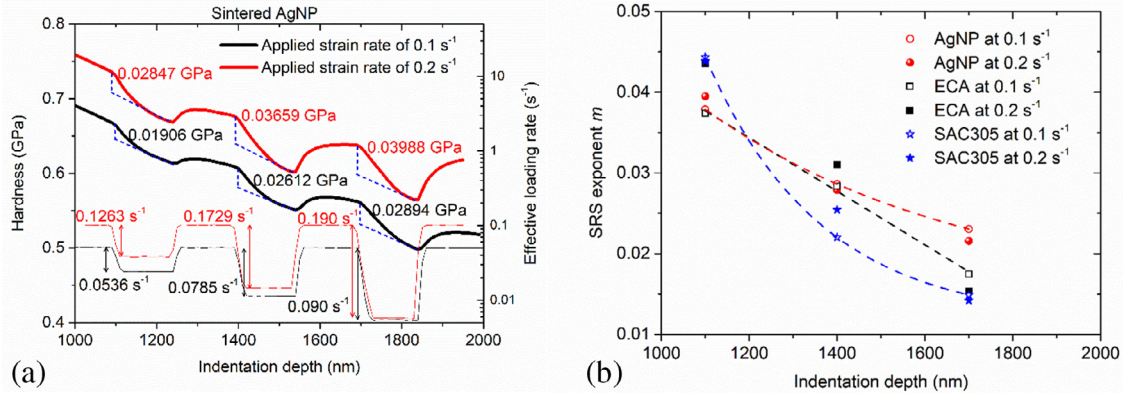 Sintered AgNP
Applied strain rate of 0.1 s⁻¹
Applied strain rate of 0.2 s⁻¹
0.8
0.7
0.6
0.5
0.4
Hardness (GPa)
0.02847 GPa
0.03659 GPa
0.03988 GPa
0.01906 GPa
0.02612 GPa
0.02894 GPa
0.1263 s⁻¹
0.1729 s⁻¹
0.190 s⁻¹
0.0536 s⁻¹
0.0785 s⁻¹
0.090 s⁻¹
10
1
0.1
0.01
Effective loading rate (s⁻¹)
1000 1200 1400 1600 1800 2000
Indentation depth (nm)
(a)
0.05
0.04
0.03
0.02
0.01
SRS exponent m
AgNP at 0.1 s⁻¹
AgNP at 0.2 s⁻¹
ECA at 0.1 s⁻¹
ECA at 0.2 s⁻¹
SAC305 at 0.1 s⁻¹
SAC305 at 0.2 s⁻¹
1000 1200 1400 1600 1800 2000
Indentation depth (nm)
(b)